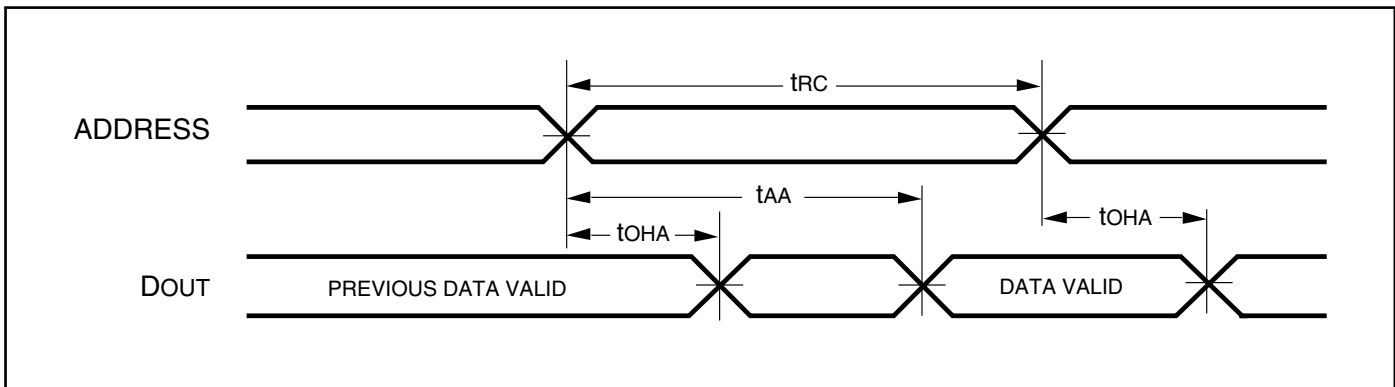 tRC
ADDRESS
tAA
tOHA
tOHA
DOUT
PREVIOUS DATA VALID
DATA VALID